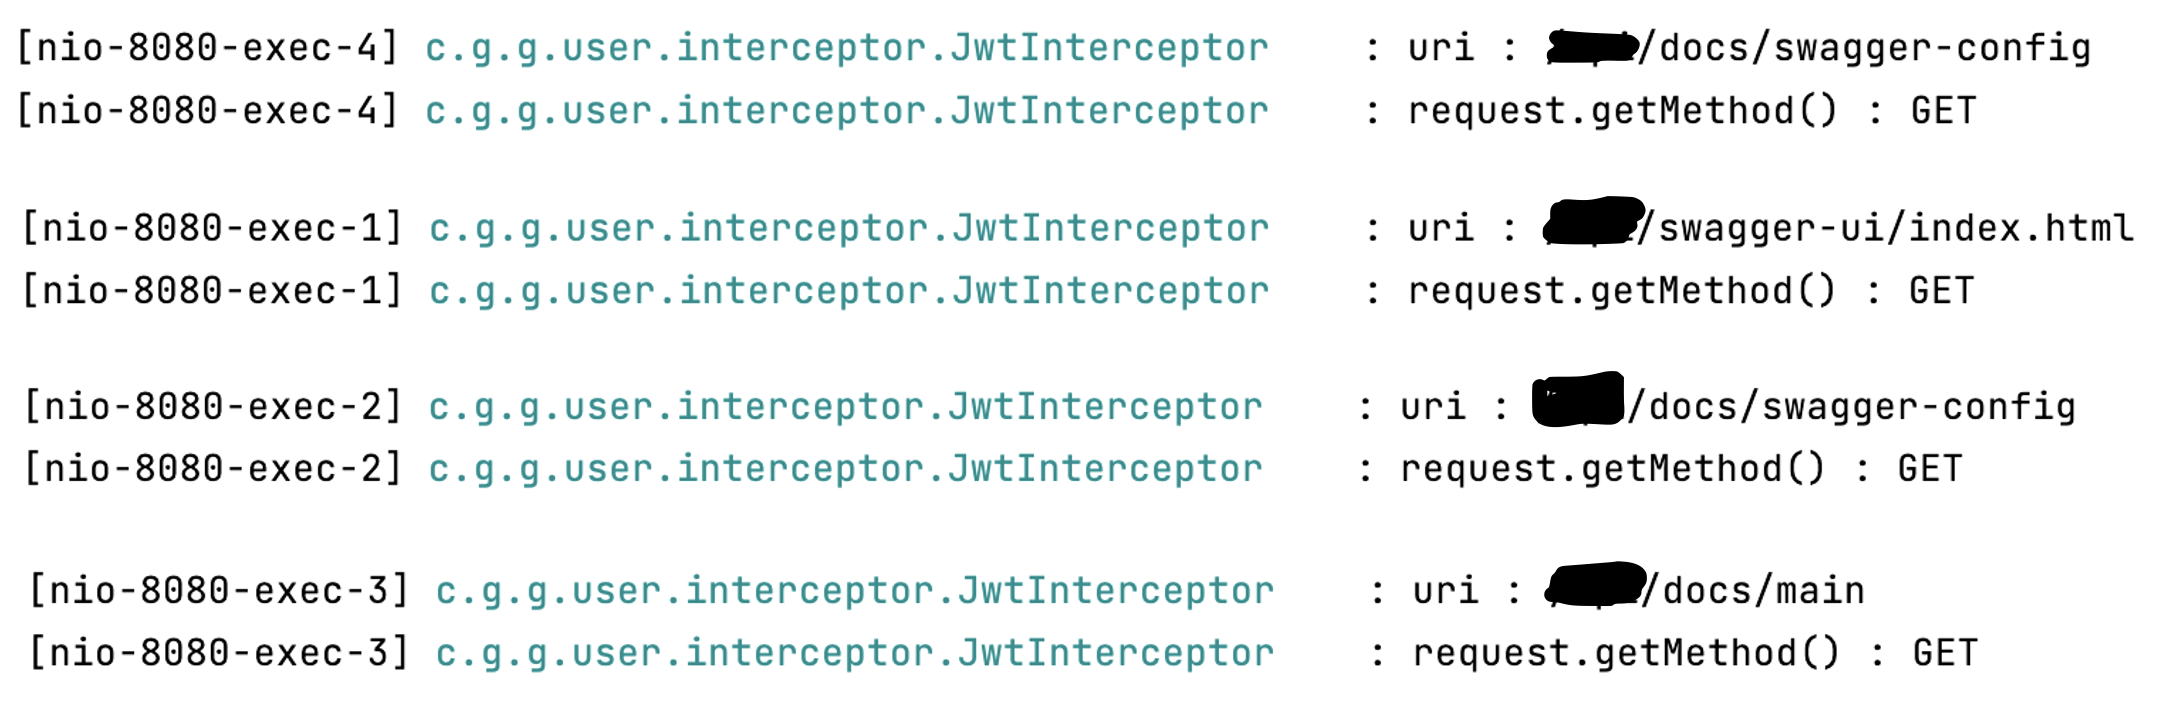 [nio-8080-exec-4] c.g.g.user.interceptor.JwtInterceptor : uri : /docs/swagger-config
[nio-8080-exec-4] c.g.g.user.interceptor.JwtInterceptor : request.getMethod() : GET
[nio-8080-exec-1] c.g.g.user.interceptor.JwtInterceptor : uri : /swagger-ui/index.html
[nio-8080-exec-1] c.g.g.user.interceptor.JwtInterceptor : request.getMethod() : GET
[nio-8080-exec-2] c.g.g.user.interceptor.JwtInterceptor : uri : /docs/swagger-config
[nio-8080-exec-2] c.g.g.user.interceptor.JwtInterceptor : request.getMethod() : GET
[nio-8080-exec-3] c.g.g.user.interceptor.JwtInterceptor : uri : /docs/main
[nio-8080-exec-3] c.g.g.user.interceptor.JwtInterceptor : request.getMethod() : GET